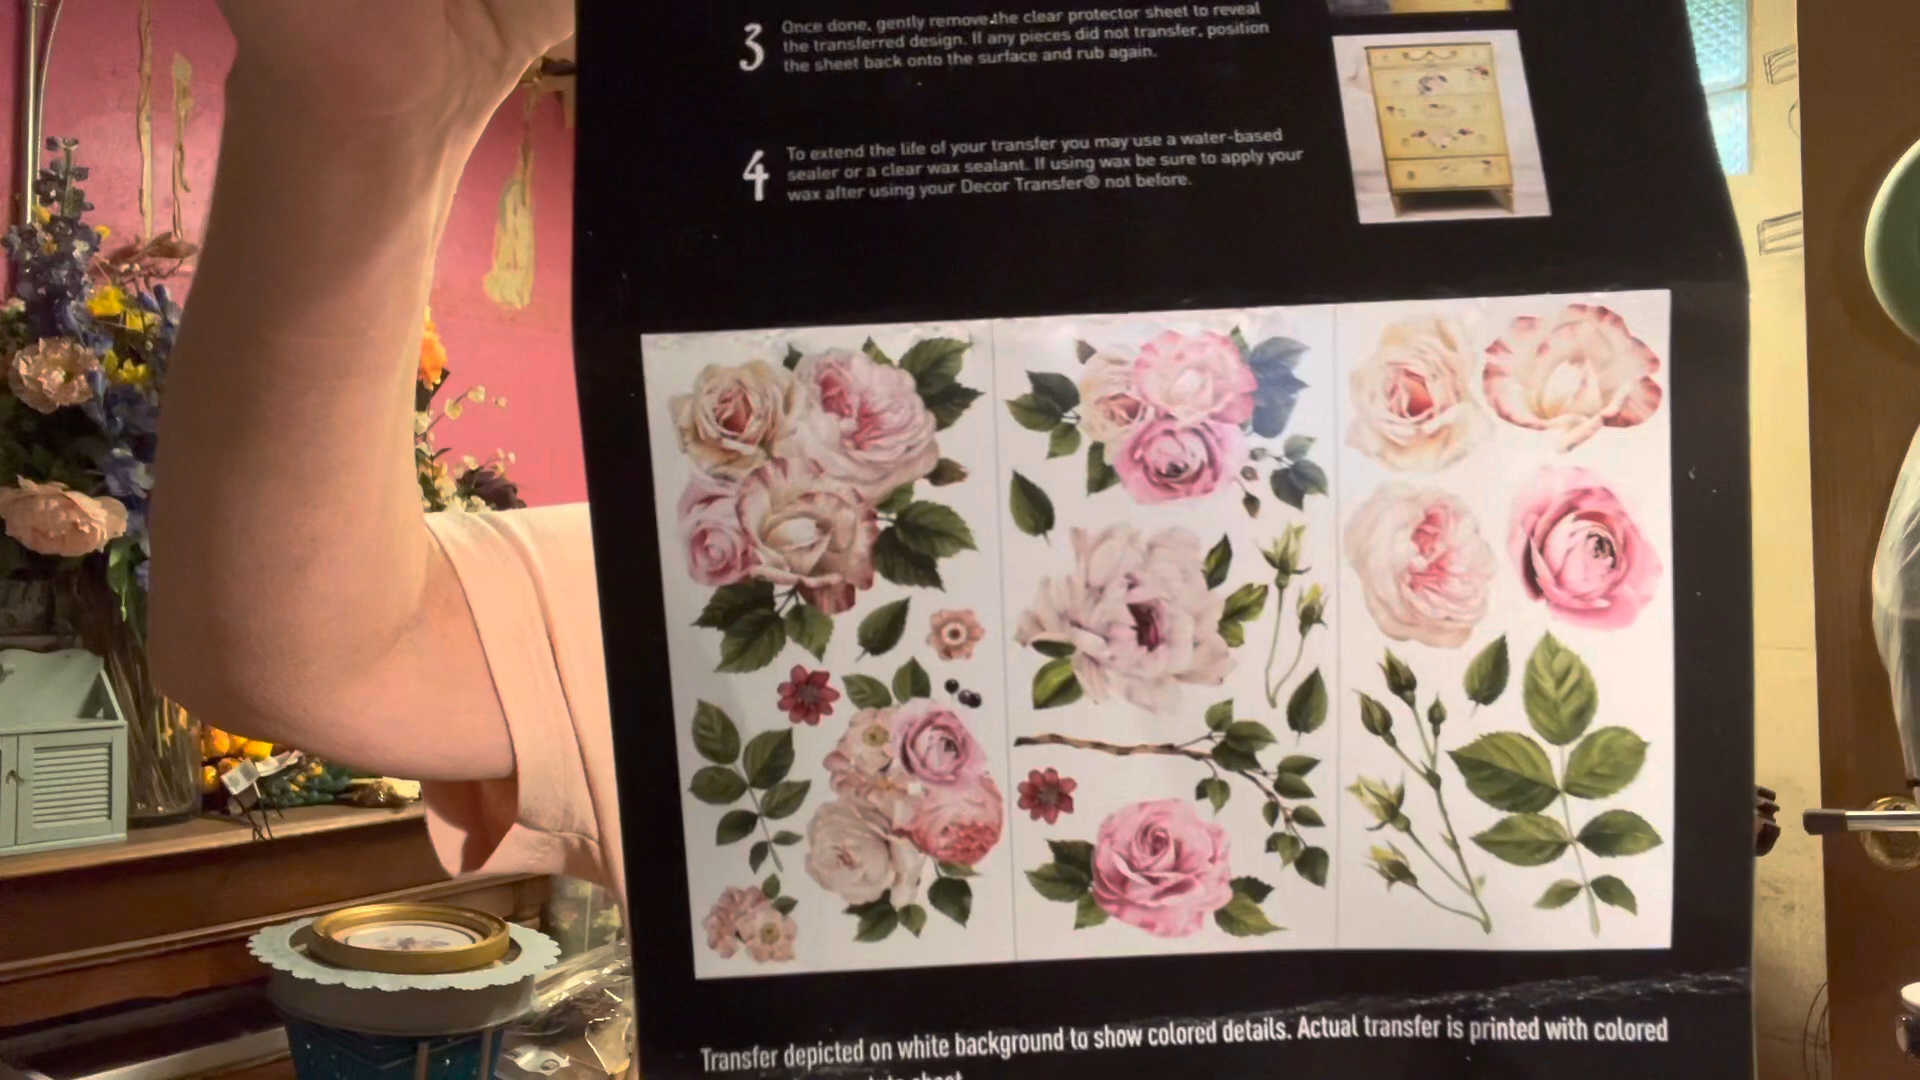 3
Once done, gently remove the clear protector sheet to reveal
the transferred design. If any pieces did not transfer, position
the sheet back onto the surface and rub again.
4
To extend the life of your transfer you may use a water-based
sealer or a clear wax sealant. If using wax be sure to apply your
wax after using your Decor Transfer® not before.
Transfer depicted on white background to show colored details. Actual transfer is printed with colored